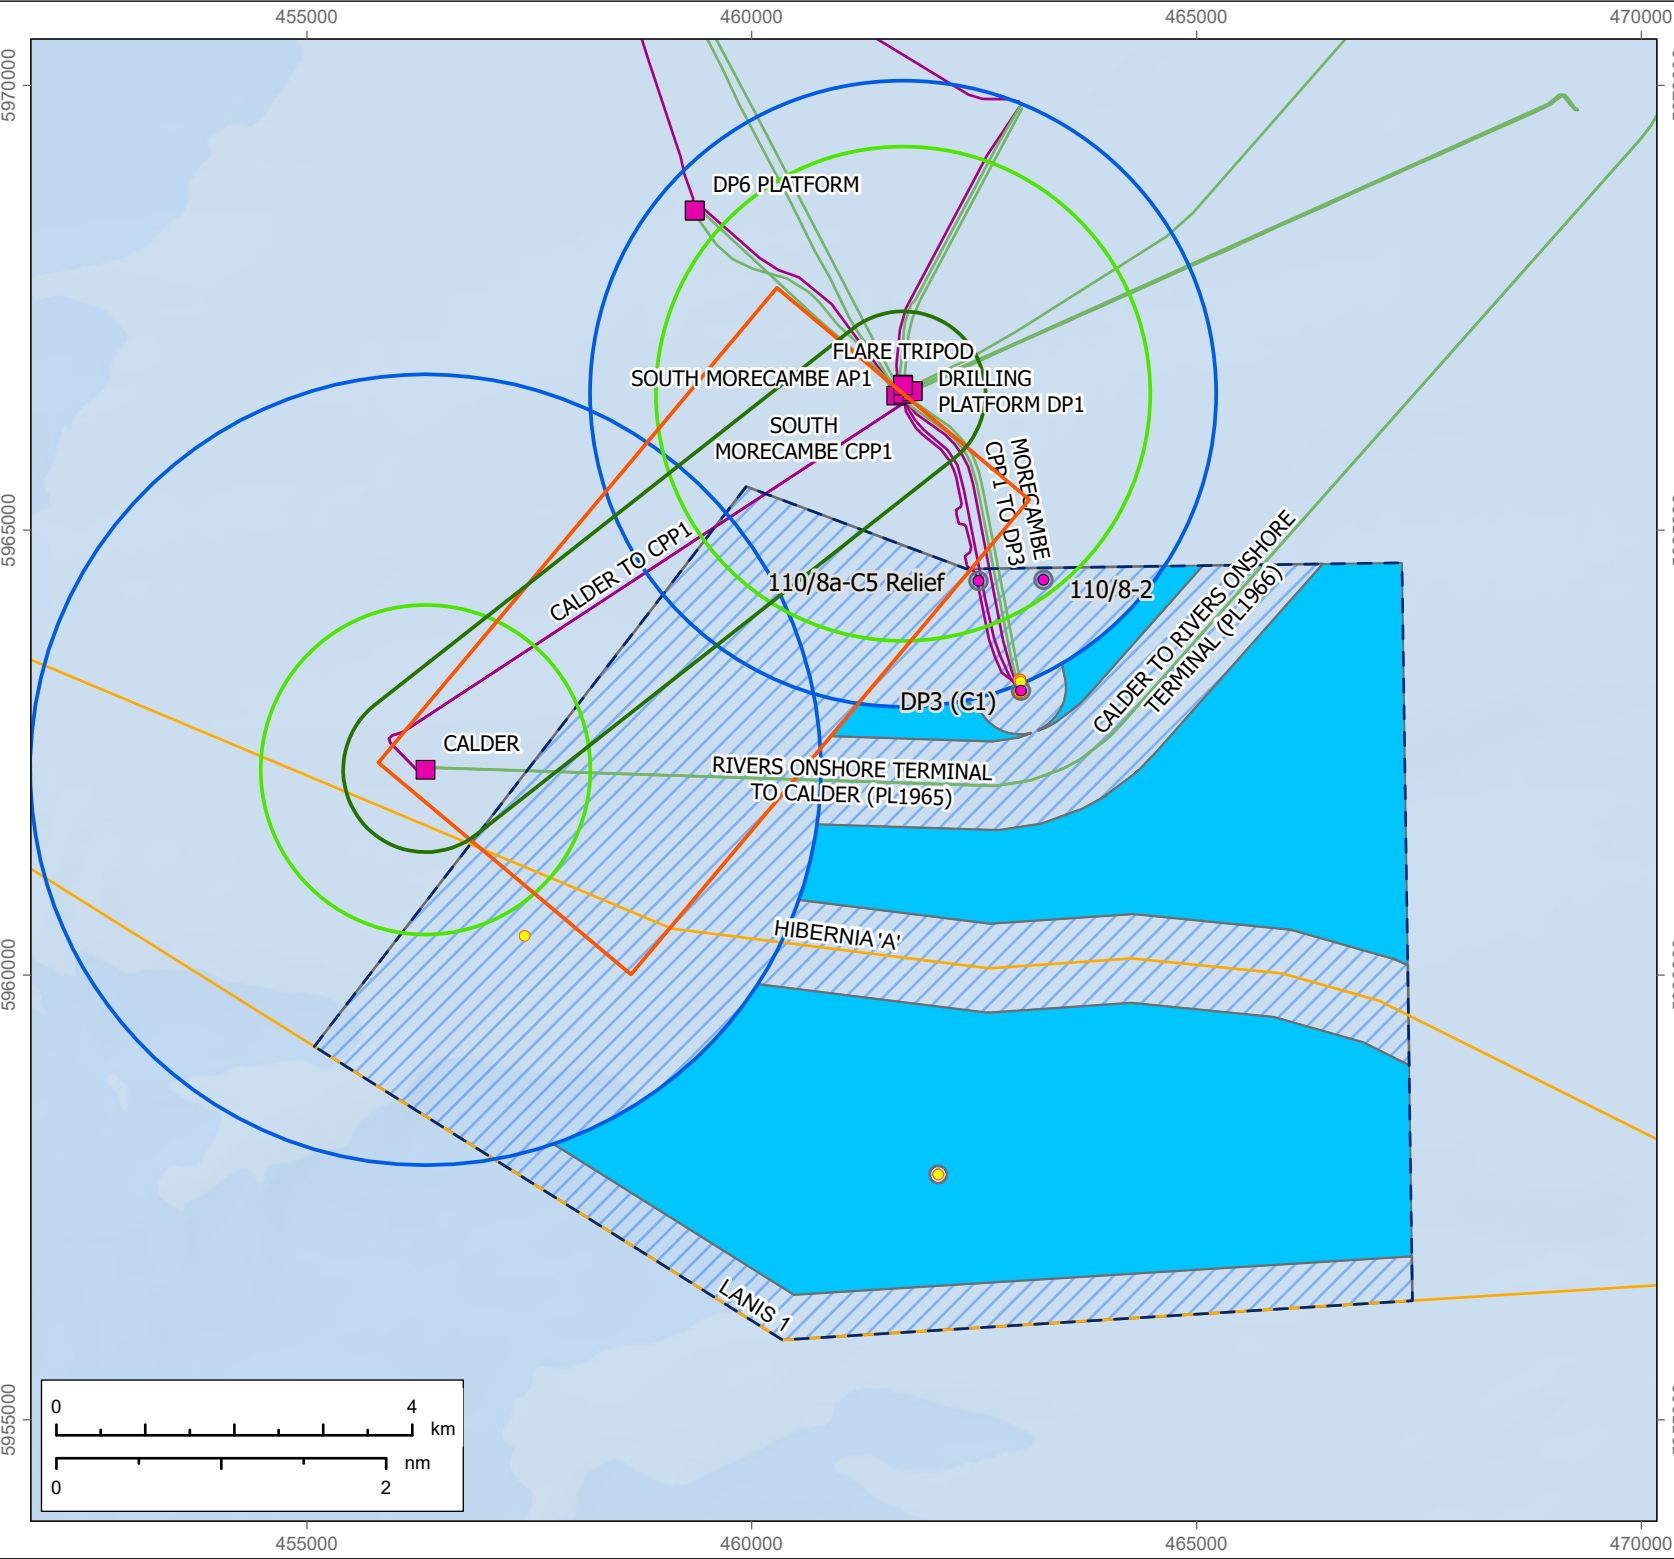 455000
460000
465000
470000
5970000
5965000
5960000
5955000
DP6 PLATFORM
FLARE TRIPOD
SOUTH MORECAMBE AP1
DRILLING
PLATFORM DP1
SOUTH
MORECAMBE CPP1
MORECAMBE
CPP1 TO DP3
CALDER TO CPP1
110/8a-C5 Relief
110/8-2
CALDER TO RIVERS ONSHORE
TERMINAL (PL1966)
DP3 (C1)
CALDER
RIVERS ONSHORE TERMINAL
TO CALDER (PL1965)
HIBERNIA 'A'
LANIS 1
0 4
km
nm
0 2
455000
460000
465000
470000